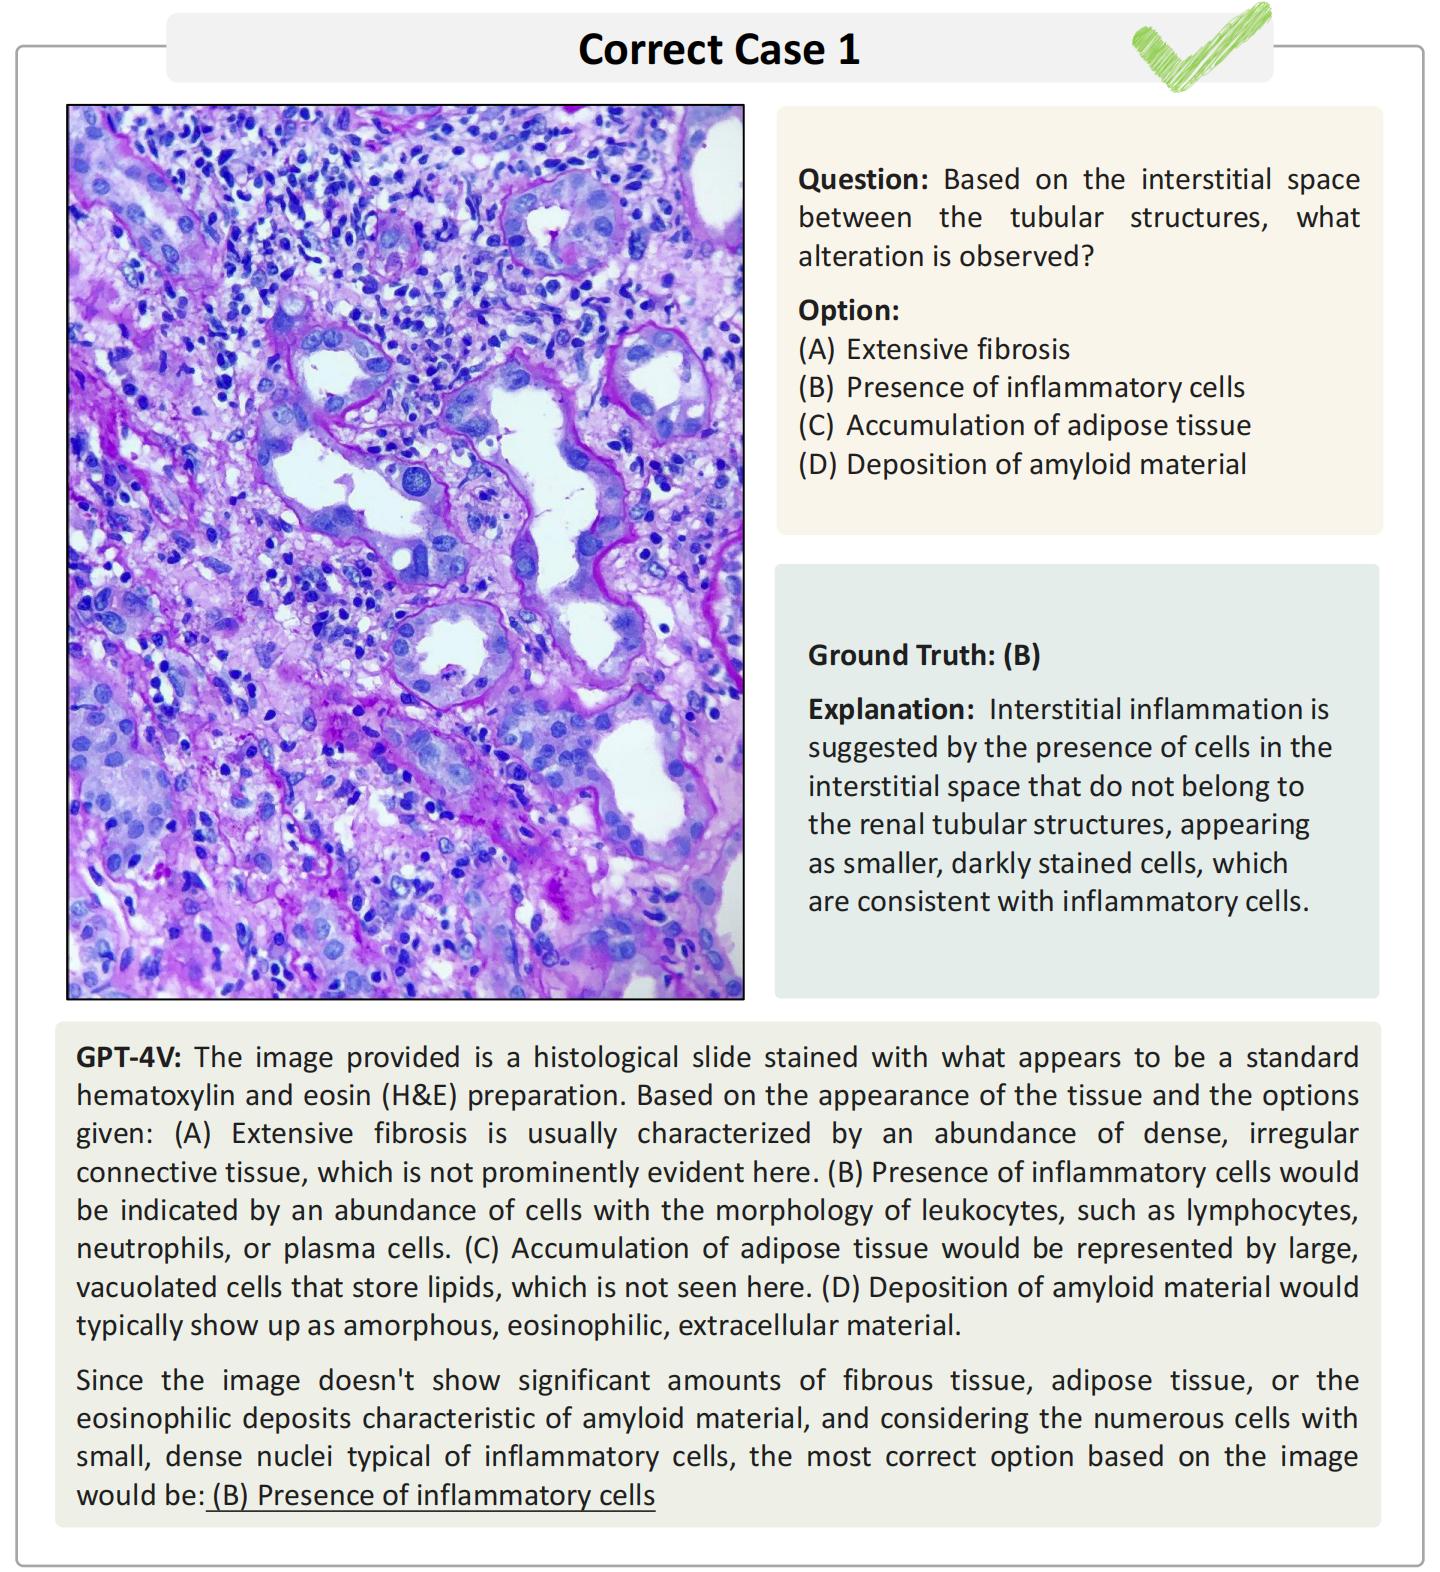 Correct Case 1
Question: Based on the interstitial space
between the tubular structures, what
alteration is observed?
Option:
(A) Extensive fibrosis
(B) Presence of inflammatory cells
(C) Accumulation of adipose tissue
(D) Deposition of amyloid material
Ground Truth: (B)
Explanation: Interstitial inflammation is
suggested by the presence of cells in the
interstitial space that do not belong to
the renal tubular structures, appearing
as smaller, darkly stained cells, which
are consistent with inflammatory cells.
GPT-4V: The image provided is a histological slide stained with what appears to be a standard
hematoxylin and eosin (H&E) preparation. Based on the appearance of the tissue and the options
given: (A) Extensive fibrosis is usually characterized by an abundance of dense, irregular
connective tissue, which is not prominently evident here. (B) Presence of inflammatory cells would
be indicated by an abundance of cells with the morphology of leukocytes, such as lymphocytes,
neutrophils, or plasma cells. (C) Accumulation of adipose tissue would be represented by large,
vacuolated cells that store lipids, which is not seen here. (D) Deposition of amyloid material would
typically show up as amorphous, eosinophilic, extracellular material.
Since the image doesn't show significant amounts of fibrous tissue, adipose tissue, or the
eosinophilic deposits characteristic of amyloid material, and considering the numerous cells with
small, dense nuclei typical of inflammatory cells, the most correct option based on the image
would be: (B) Presence of inflammatory cells